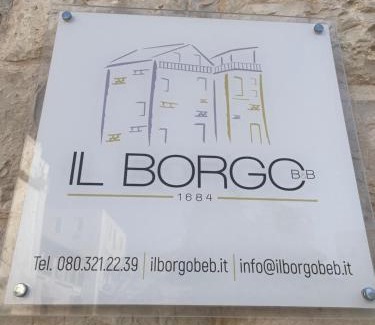 IL BORGO B&B
1684
Tel. 080.321.22.39 | ilborgobeb.it | info@ilborgobeb.it